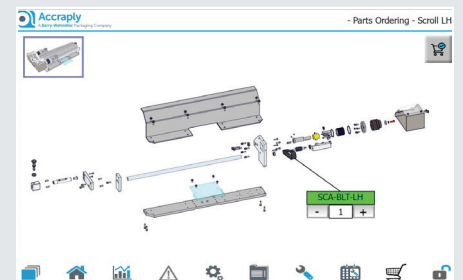 Accraply
A Barry-Wehmiller Packaging Company
- Parts Ordering - Scroll LH
SCA-BLT-LH
- 1 +